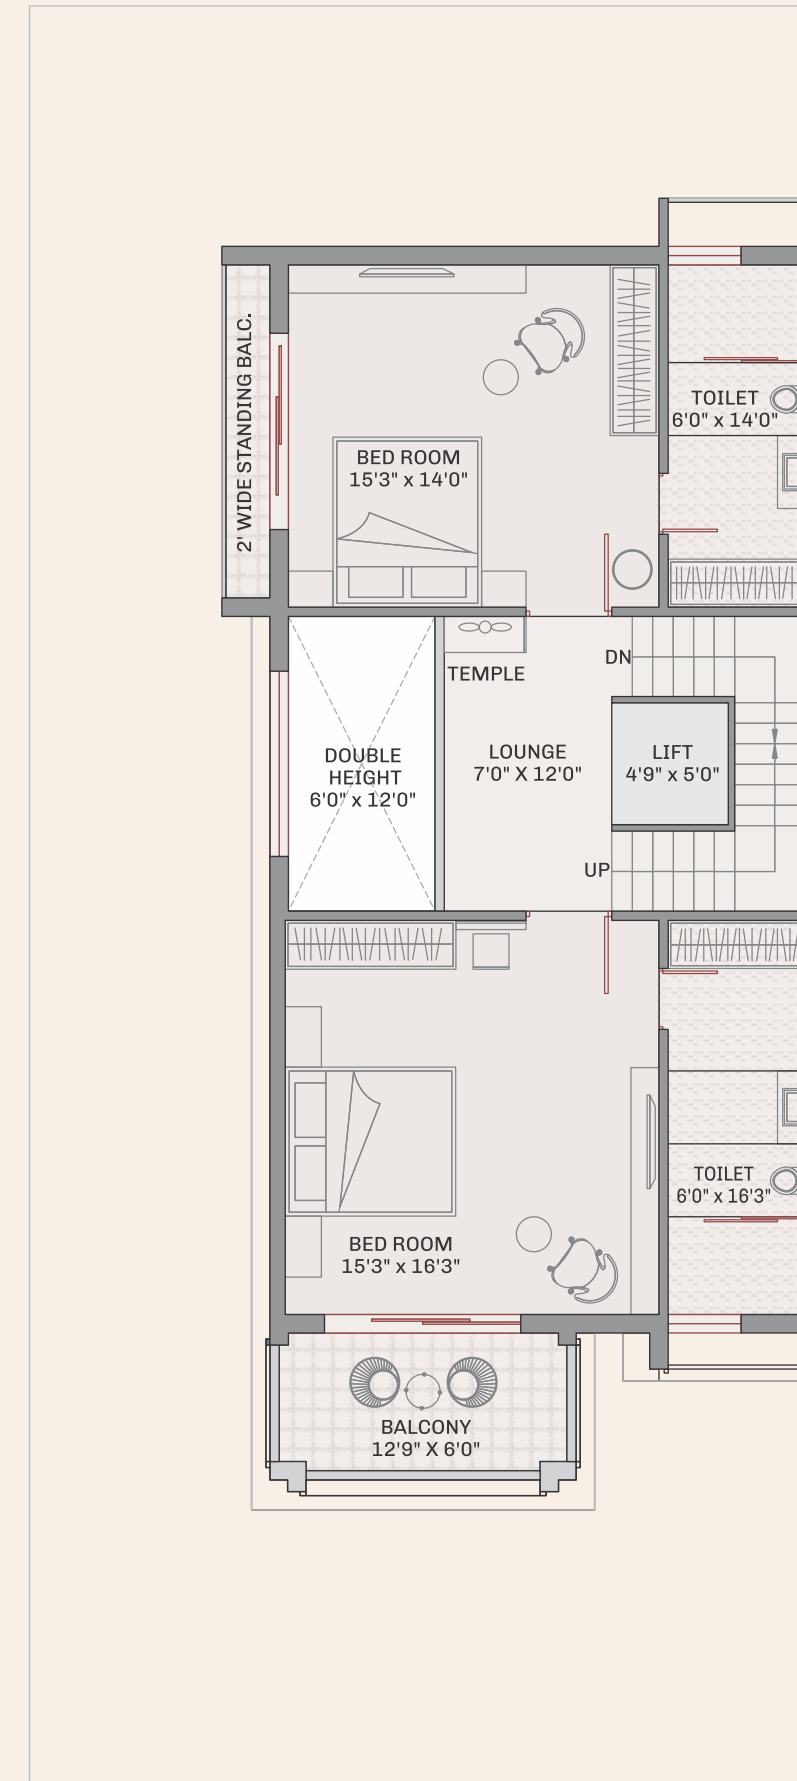 2' WIDE STANDING BALC.
BED ROOM
15'3" x 14'0"
TOILET
6'0" x 14'0"
DN
TEMPLE
DOUBLE
HEIGHT
6'0" x 12'0"
LOUNGE
7'0" X 12'0"
LIFT
4'9" x 5'0"
UP
TOILET
6'0" x 16'3"
BED ROOM
15'3" x 16'3"
BALCONY
12'9" X 6'0"